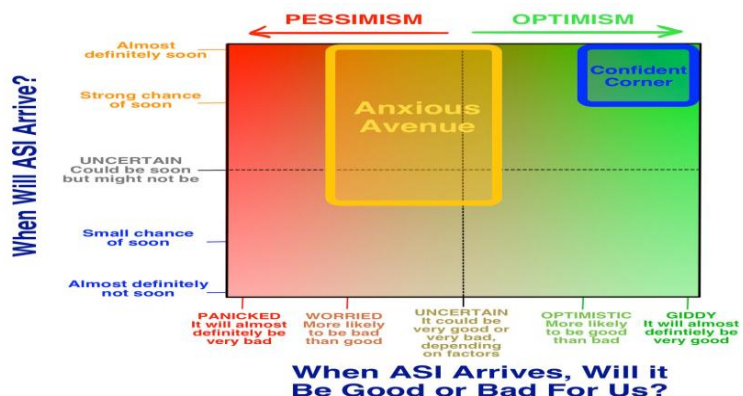 PESSIMISM
OPTIMISM
When Will ASI Arrive?
Almost
definitely soon
Strong chance
of soon
UNCERTAIN
Could be soon
but might not be
Small chance
of soon
Almost definitely
not soon
Anxious
Avenue
Confident
Corner
PANICKED
It will almost
definitely be
very bad
WORRIED
More likely
to be bad
than good
UNCERTAIN
It could be
very good or
very bad,
depending
on factors
OPTIMISTIC
More likely
to be good
than bad
GIDDY
It will almost
defintiely be
very good
When ASI Arrives, Will it
Be Good or Bad For Us?